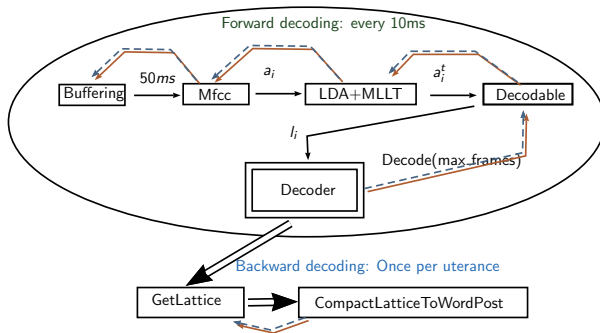 Forward decoding: every 10ms
50ms
a_i
a_i^t
Buffering
Mfcc
LDA+MLLT
Decodable
l_i
Decode(max_frames)
Decoder
Backward decoding: Once per uterance
GetLattice
CompactLatticeToWordPost